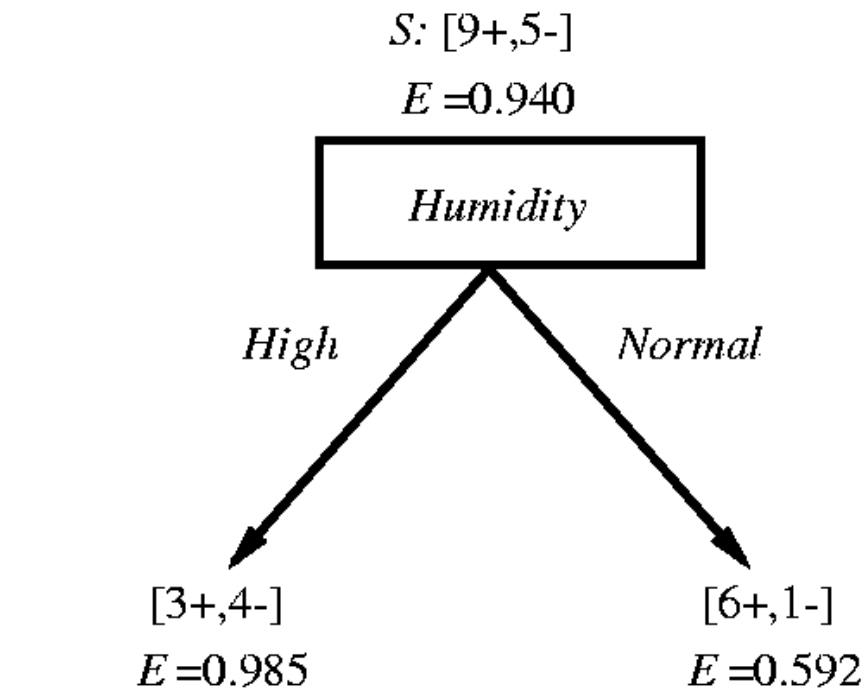 S: [9+,5-]
E =0.940
Humidity
High
Normal
[3+,4-]
[6+,1-]
E =0.985
E =0.592